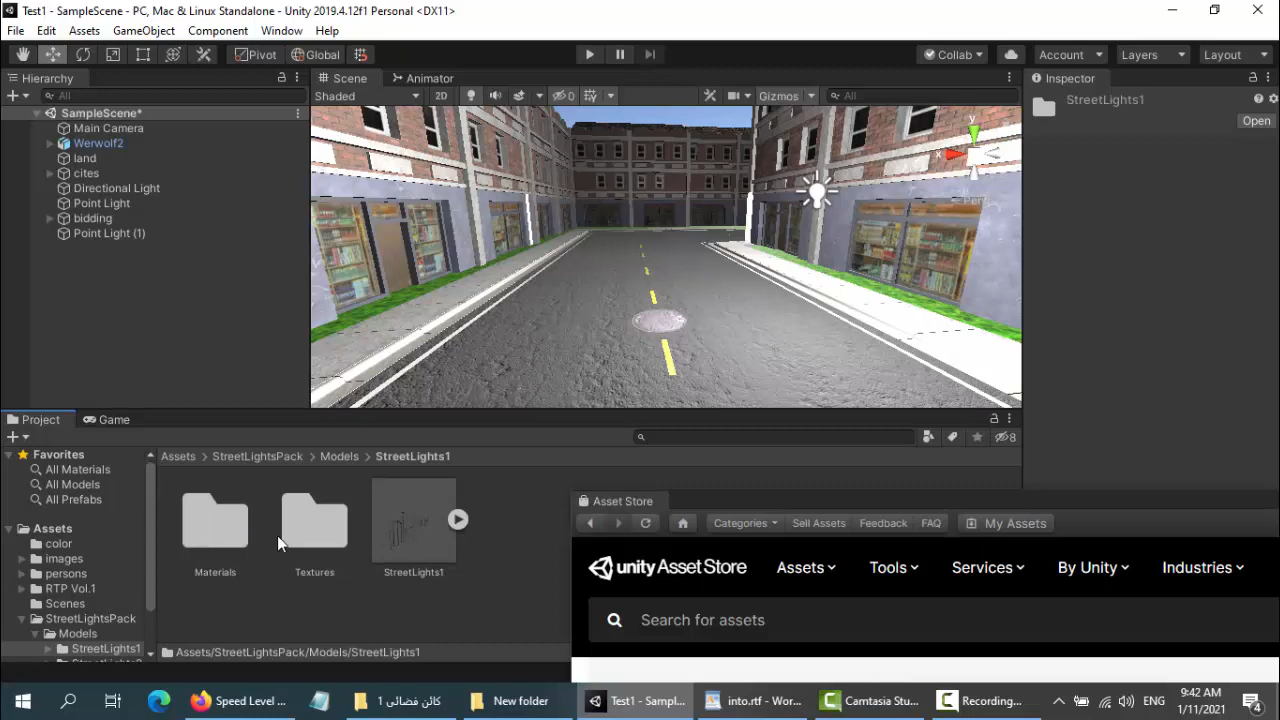 Test1 - SampleScene - PC, Mac & Linux Standalone - Unity 2019.4.12f1 Personal <DX11>
File Edit Assets GameObject Component Window Help
Pivot Global Collab Account Layers Layout
Hierarchy Scene Animator Inspector
All Shaded 2D 0 Gizmos All
SampleScene* StreetLights1
Open
Main Camera
Werwolf2
land
cites
Directional Light
Point Light
bidding
Point Light (1)
x y
Project Game
8
Favorites
All Materials
All Models
All Prefabs
Assets
color
images
persons
RTP Vol.1
Scenes
StreetLightsPack
Models
StreetLights1
Assets StreetLightsPack Models StreetLights1
Materials Textures StreetLights1
Assets/StreetLightsPack/Models/StreetLights1
Asset Store
Categories Sell Assets Feedback FAQ My Assets
unity Asset Store Assets Tools Services By Unity Industries
Search for assets
Speed Level ... كائن فضائى 1 New folder Test1 - Sampl... into.rtf - Wor... Camtasia Stu... Recording... ENG
9:42 AM
1/11/2021
4